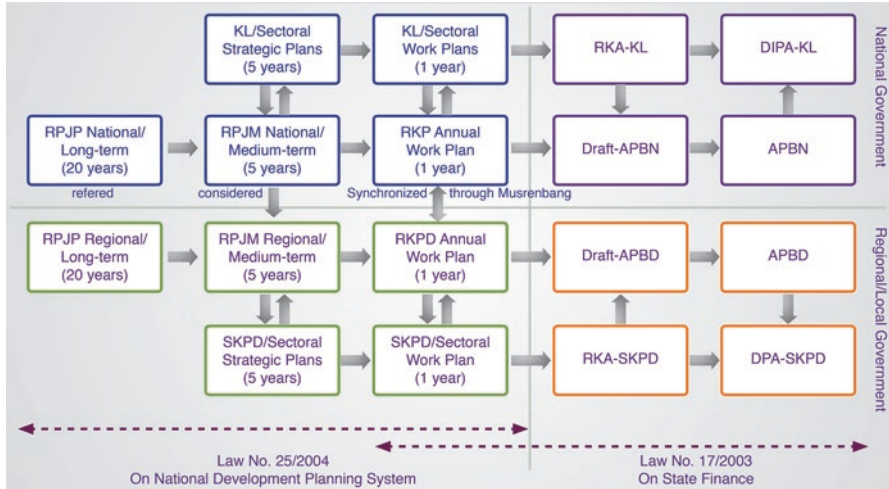 KL/Sectoral
Strategic Plans
(5 years)
KL/Sectoral
Work Plans
(1 year)
RKA-KL
DIPA-KL
National Government
RPJP National/
Long-term
(20 years)
RPJM National/
Medium-term
(5 years)
RKP Annual
Work Plan
(1 year)
Draft-APBN
APBN
refered
considered
Synchronized through Musrenbang
RPJP Regional/
Long-term
(20 years)
RPJM Regional/
Medium-term
(5 years)
RKPD Annual
Work Plan
(1 year)
Draft-APBD
APBD
Regional/Local Government
SKPD/Sectoral
Strategic Plans
(5 years)
SKPD/Sectoral
Work Plan
(1 year)
RKA-SKPD
DPA-SKPD
Law No. 25/2004
On National Development Planning System
Law No. 17/2003
On State Finance